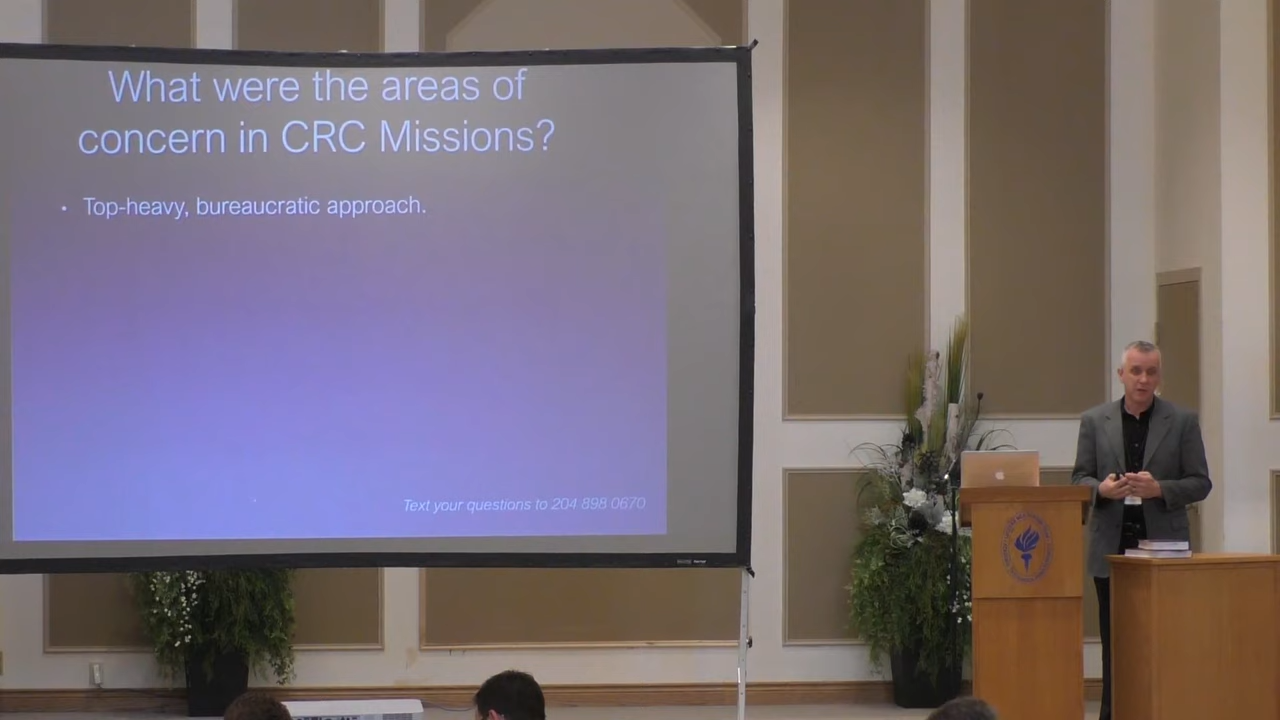 What were the areas of
concern in CRC Missions?
• Top-heavy, bureaucratic approach.
Text your questions to 204 898 0670